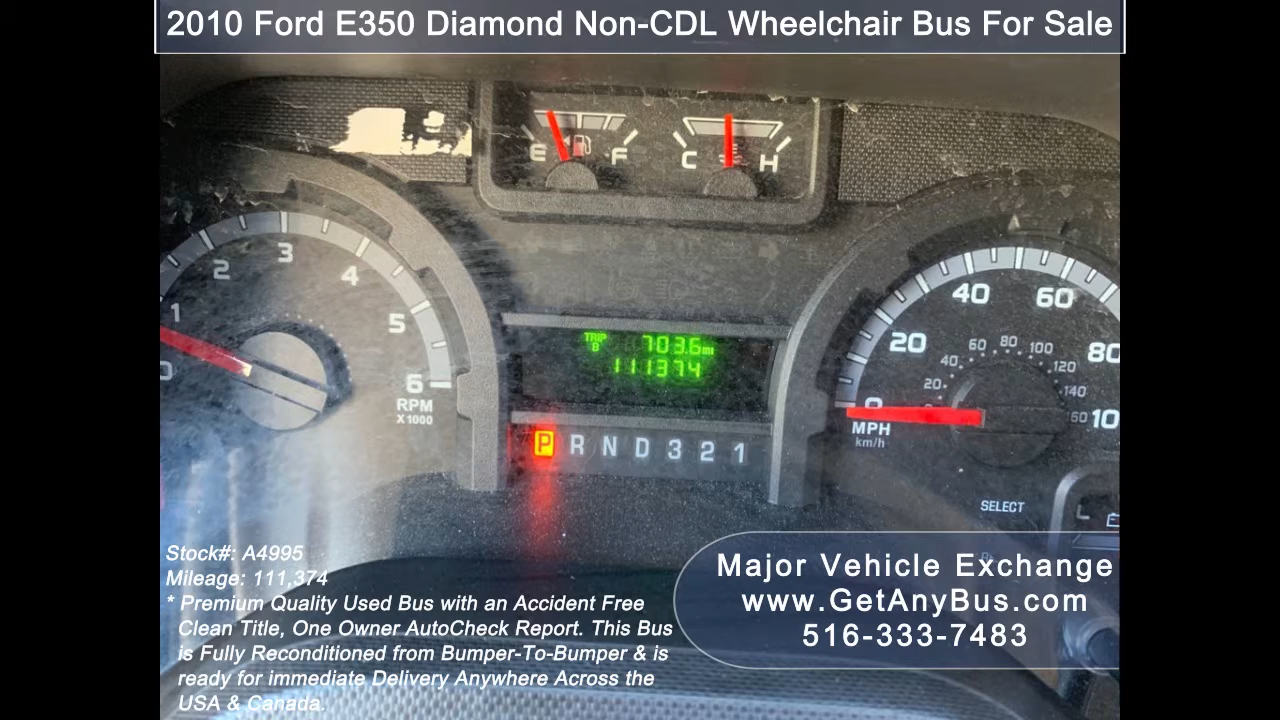 2010 Ford E350 Diamond Non-CDL Wheelchair Bus For Sale
E F
C H
1 2 3 4 5 6
RPM
X1000
TRIP B 703.6mi
111374
P R N D 3 2 1
0 20 40 60 80 100
20 40 60 80 100 120 140 160
MPH
km/h
SELECT
Stock#: A4995
Mileage: 111,374
* Premium Quality Used Bus with an Accident Free
Clean Title, One Owner AutoCheck Report. This Bus
is Fully Reconditioned from Bumper-To-Bumper & is
ready for immediate Delivery Anywhere Across the
USA & Canada.
Major Vehicle Exchange
www.GetAnyBus.com
516-333-7483